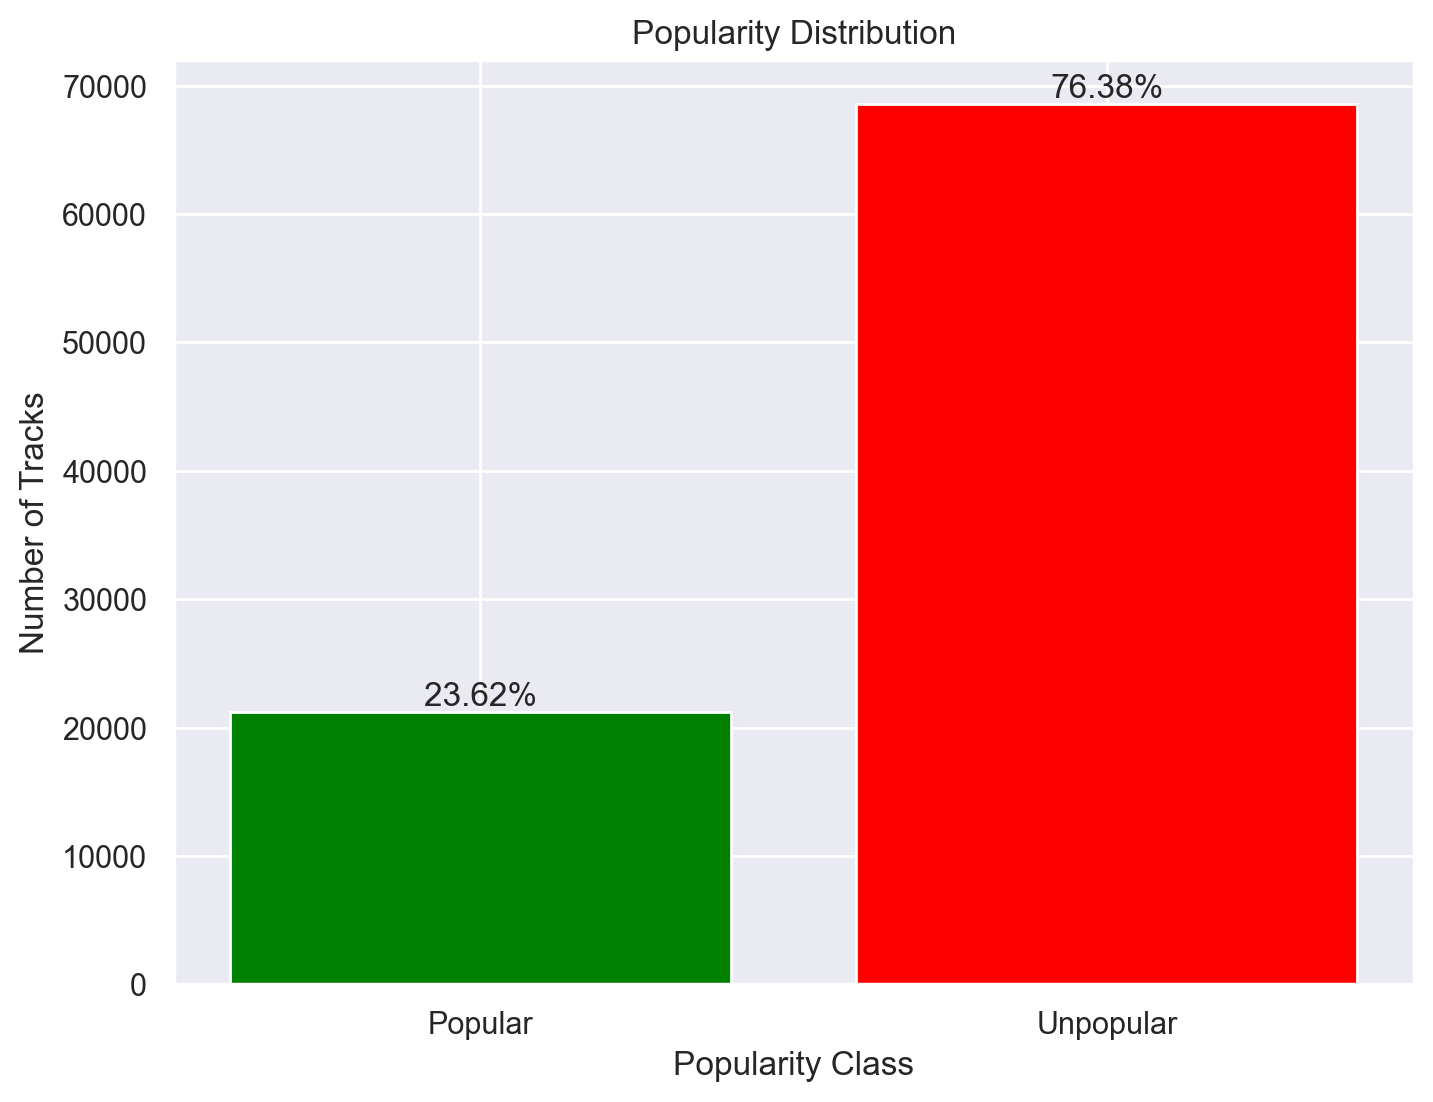 Popularity Distribution
70000
60000
50000
40000
30000
20000
10000
0
Number of Tracks
76.38%
23.62%
Popular
Unpopular
Popularity Class